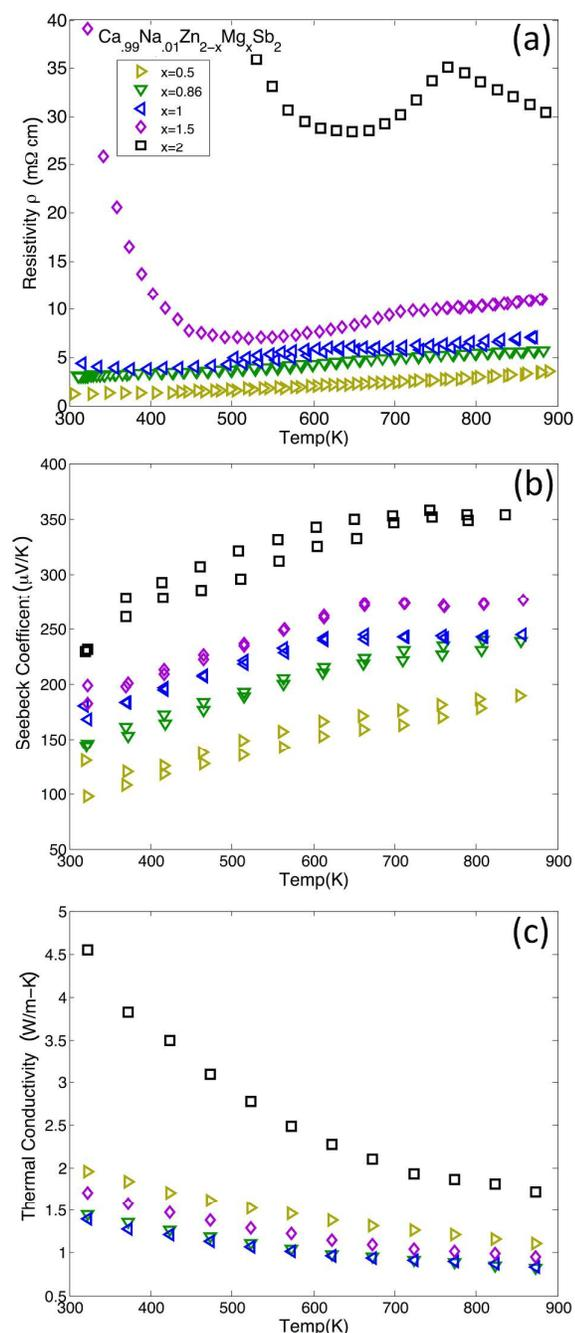 (a)
Ca.99Na.01Zn2−xMgxSb2
x=0.5
x=0.86
x=1
x=1.5
x=2
Resistivity ρ (mΩ cm)
40
35
30
25
20
15
10
5
0
300 400 500 600 700 800 900
Temp(K)
(b)
Seebeck Coefficent (μV/K)
400
350
300
250
200
150
100
50
300 400 500 600 700 800 900
Temp(K)
(c)
Thermal Conductivity (W/m−K)
5
4.5
4
3.5
3
2.5
2
1.5
1
0.5
300 400 500 600 700 800 900
Temp(K)